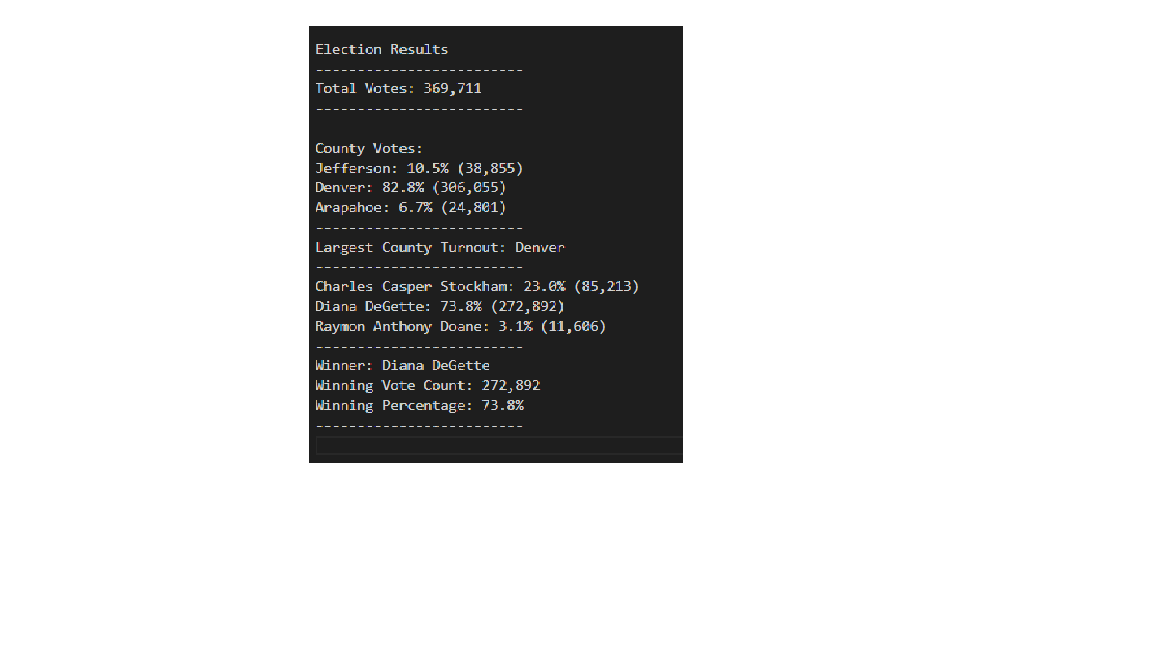 Election Results
-------------------------
Total Votes: 369,711
-------------------------
County Votes:
Jefferson: 10.5% (38,855)
Denver: 82.8% (306,055)
Arapahoe: 6.7% (24,801)
-------------------------
Largest County Turnout: Denver
-------------------------
Charles Casper Stockham: 23.0% (85,213)
Diana DeGette: 73.8% (272,892)
Raymon Anthony Doane: 3.1% (11,606)
-------------------------
Winner: Diana DeGette
Winning Vote Count: 272,892
Winning Percentage: 73.8%
-------------------------